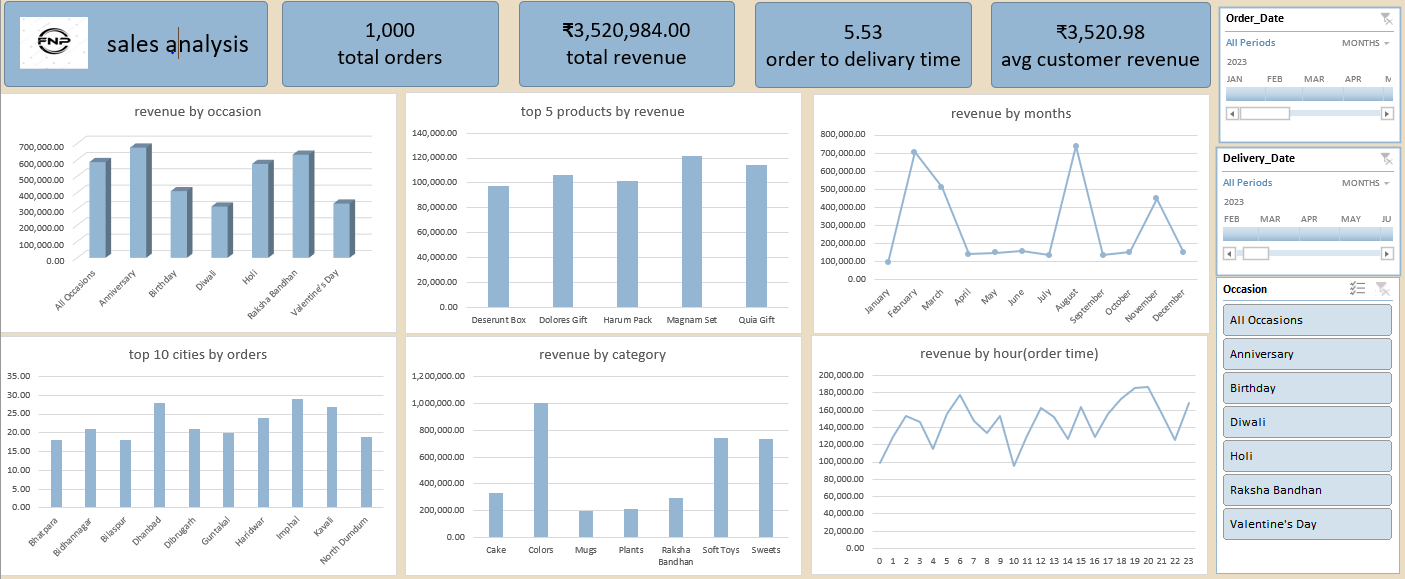 FNP
sales analysis
1,000
total orders
₹3,520,984.00
total revenue
5.53
order to delivary time
₹3,520.98
avg customer revenue
Order_Date
All Periods
MONTHS
2023
JAN FEB MAR APR M
Delivery_Date
All Periods
MONTHS
2023
FEB MAR APR MAY JU
Occasion
All Occasions
Anniversary
Birthday
Diwali
Holi
Raksha Bandhan
Valentine's Day
revenue by occasion
700,000.00
600,000.00
500,000.00
400,000.00
300,000.00
200,000.00
100,000.00
0.00
All Occasions
Anniversary
Birthday
Diwali
Holi
Raksha Bandhan
Valentine's Day
top 5 products by revenue
140,000.00
120,000.00
100,000.00
80,000.00
60,000.00
40,000.00
20,000.00
0.00
Deserunt Box
Dolores Gift
Harum Pack
Magnam Set
Quia Gift
revenue by months
800,000.00
700,000.00
600,000.00
500,000.00
400,000.00
300,000.00
200,000.00
100,000.00
0.00
January
February
March
April
May
June
July
August
September
October
November
December
top 10 cities by orders
35.00
30.00
25.00
20.00
15.00
10.00
5.00
0.00
Bhatpara
Bidhannagar
Bilaspur
Dhanbad
Dibrugarh
Guntakal
Haridwar
Imphal
Kavali
North Dumdum
revenue by category
1,200,000.00
1,000,000.00
800,000.00
600,000.00
400,000.00
200,000.00
0.00
Cake
Colors
Mugs
Plants
Raksha
Bandhan
Soft Toys
Sweets
revenue by hour(order time)
200,000.00
180,000.00
160,000.00
140,000.00
120,000.00
100,000.00
80,000.00
60,000.00
40,000.00
20,000.00
0.00
0 1 2 3 4 5 6 7 8 9 10 11 12 13 14 15 16 17 18 19 20 21 22 23